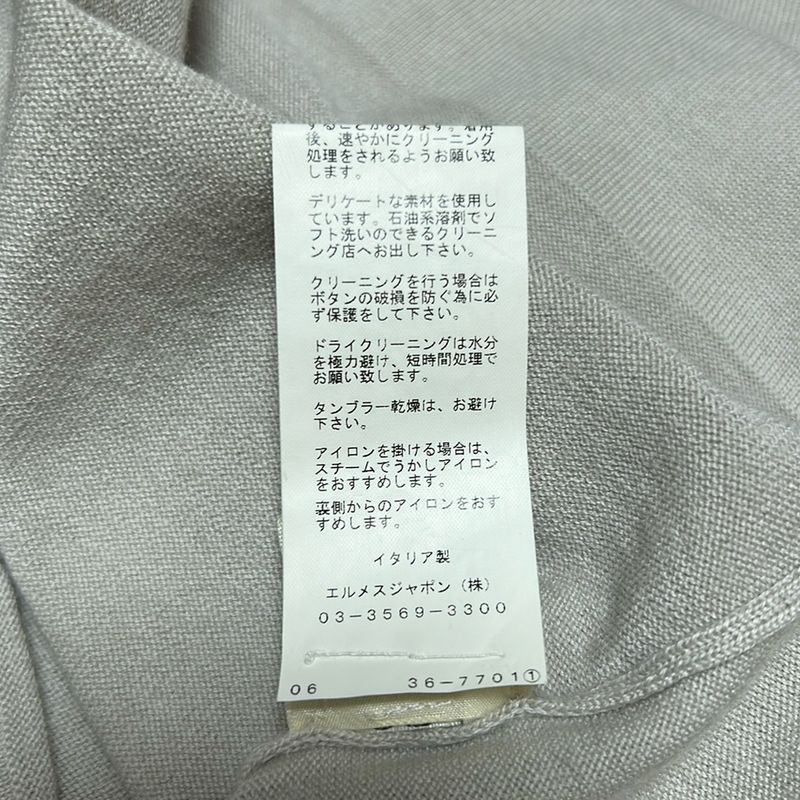 することがあります。着用
後、速やかにクリーニング
処理をされるようお願い致
します。
デリケートな素材を使用し
ています。石油系溶剤でソ
フト洗いのできるクリーニ
ング店へお出し下さい。
クリーニングを行う場合は
ボタンの破損を防ぐ為に必
ず保護をして下さい。
ドライクリーニングは水分
を極力避け、短時間処理で
お願い致します。
タンブラー乾燥は、お避け
下さい。
アイロンを掛ける場合は、
スチームでうかしアイロン
をおすすめします。
裏側からのアイロンをおす
すめします。
イタリア製
エルメスジャポン（株）
03-3569-3300
06 36-7701①